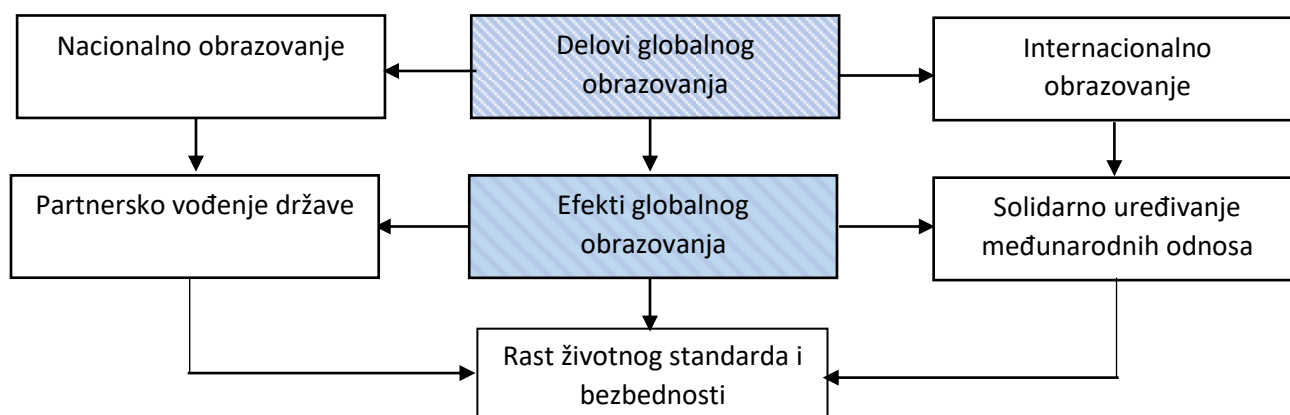 Nacionalno obrazovanje
Delovi globalnog
obrazovanja
Internacionalno
obrazovanje
Partnersko vođenje države
Efekti globalnog
obrazovanja
Solidarno uređivanje
međunarodnih odnosa
Rast životnog standarda i
bezbednosti